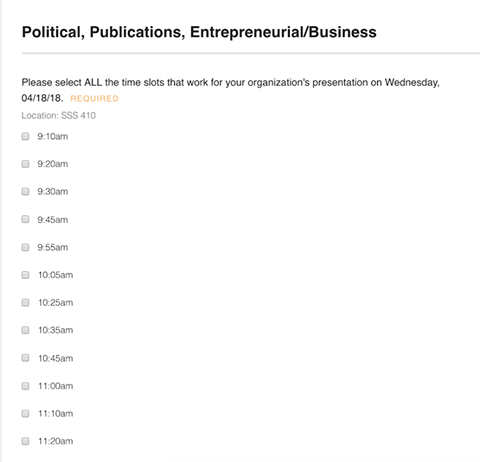 Political, Publications, Entrepreneurial/Business
Please select ALL the time slots that work for your organization's presentation on Wednesday,
04/18/18. REQUIRED
Location: SSS 410
9:10am
9:20am
9:30am
9:45am
9:55am
10:05am
10:25am
10:35am
10:45am
11:00am
11:10am
11:20am